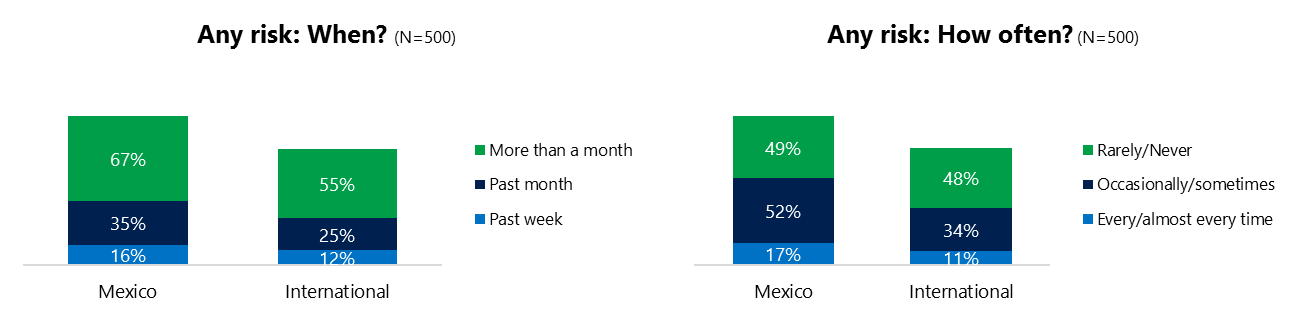 Any risk: When? (N=500)
67%
55%
35%
25%
16%
12%
More than a month
Past month
Past week
Mexico
International
Any risk: How often? (N=500)
49%
48%
52%
34%
17%
11%
Rarely/Never
Occasionally/sometimes
Every/almost every time
Mexico
International